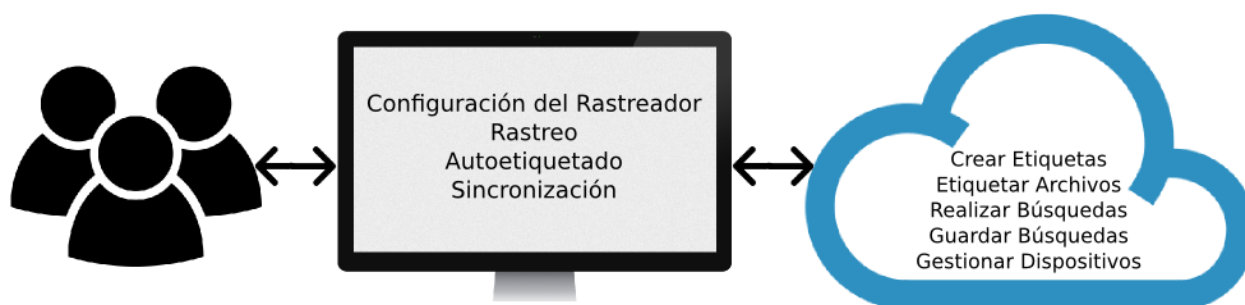 Configuración del Rastreador
Rastreo
Autoetiquetado
Sincronización
Crear Etiquetas
Etiquetar Archivos
Realizar Búsquedas
Guardar Búsquedas
Gestionar Dispositivos